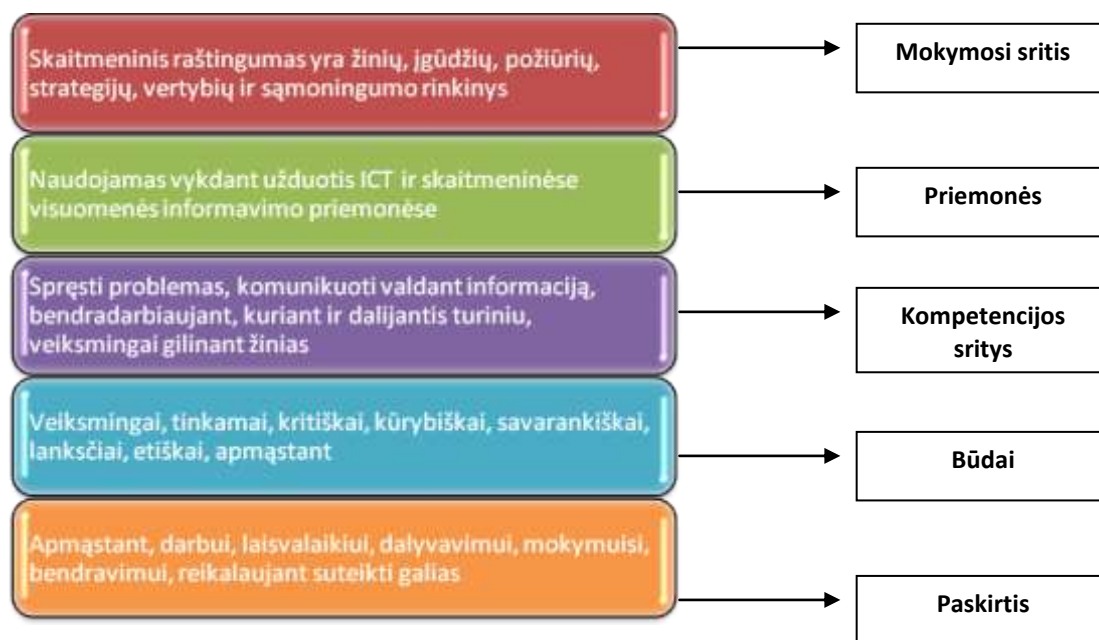 Skaitmeninis raštingumas yra žinių, įgūdžių, požiūrių,
strategijų, vertybių ir sąmoningumo rinkinys
Mokymosi sritis
Naudojamas vykdant užduotis ICT ir skaitmeninėse
visuomenės informavimo priemonėse
Priemonės
Spręsti problemas, komunikuoti valdant informaciją,
bendradarbiaujant, kuriant ir dalijantis turiniu,
veiksmingai gilinant žinias
Kompetencijos
sritys
Veiksmingai, tinkamai, kritiškai, kūrybiškai, savarankiškai,
lanksčiai, etiškai, apmąstant
Būdai
Apmąstant, darbui, laisvalaikiui, dalyvavimui, mokymuisi,
bendravimui, reikalaujant suteikti galias
Paskirtis